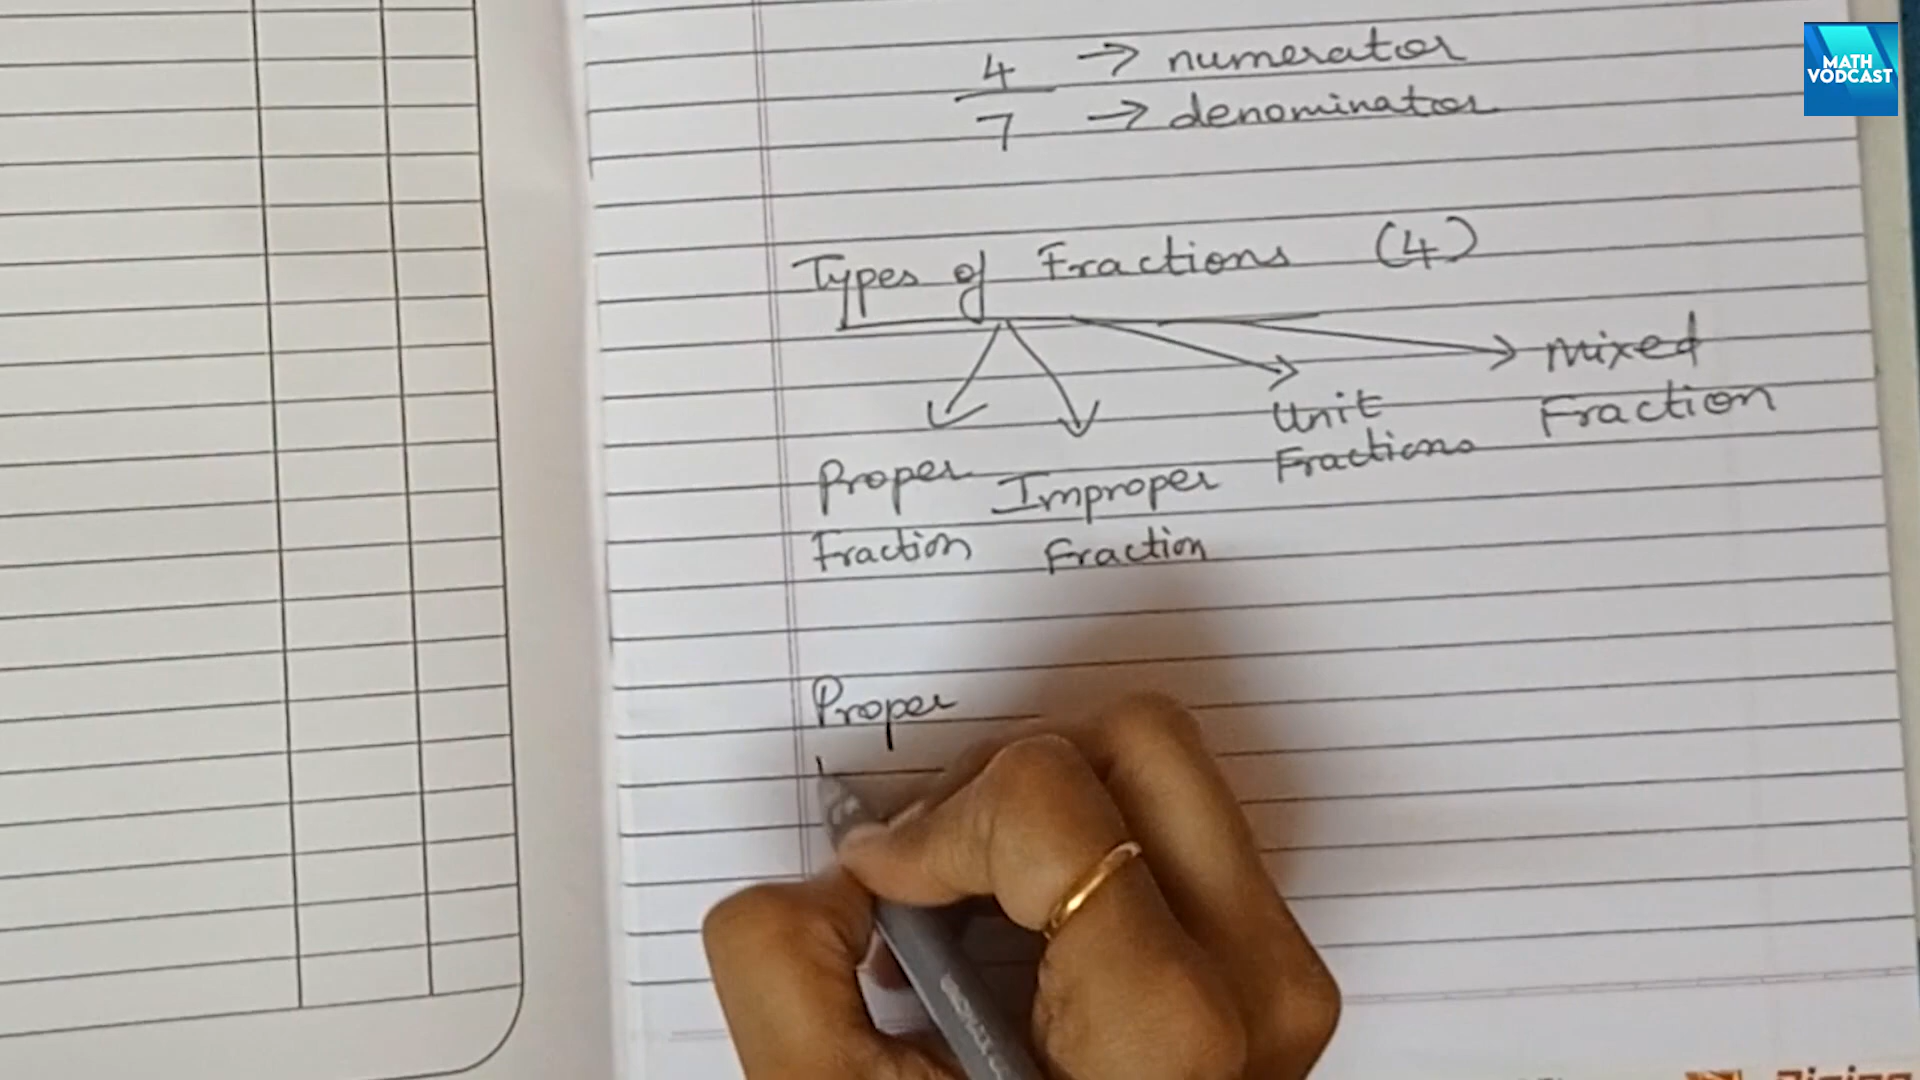 MATH
VODCAST
4 → numerator
7 → denominator
Types of Fractions (4)
Proper Fraction
Improper Fraction
Unit Fractions
Mixed Fraction
Proper